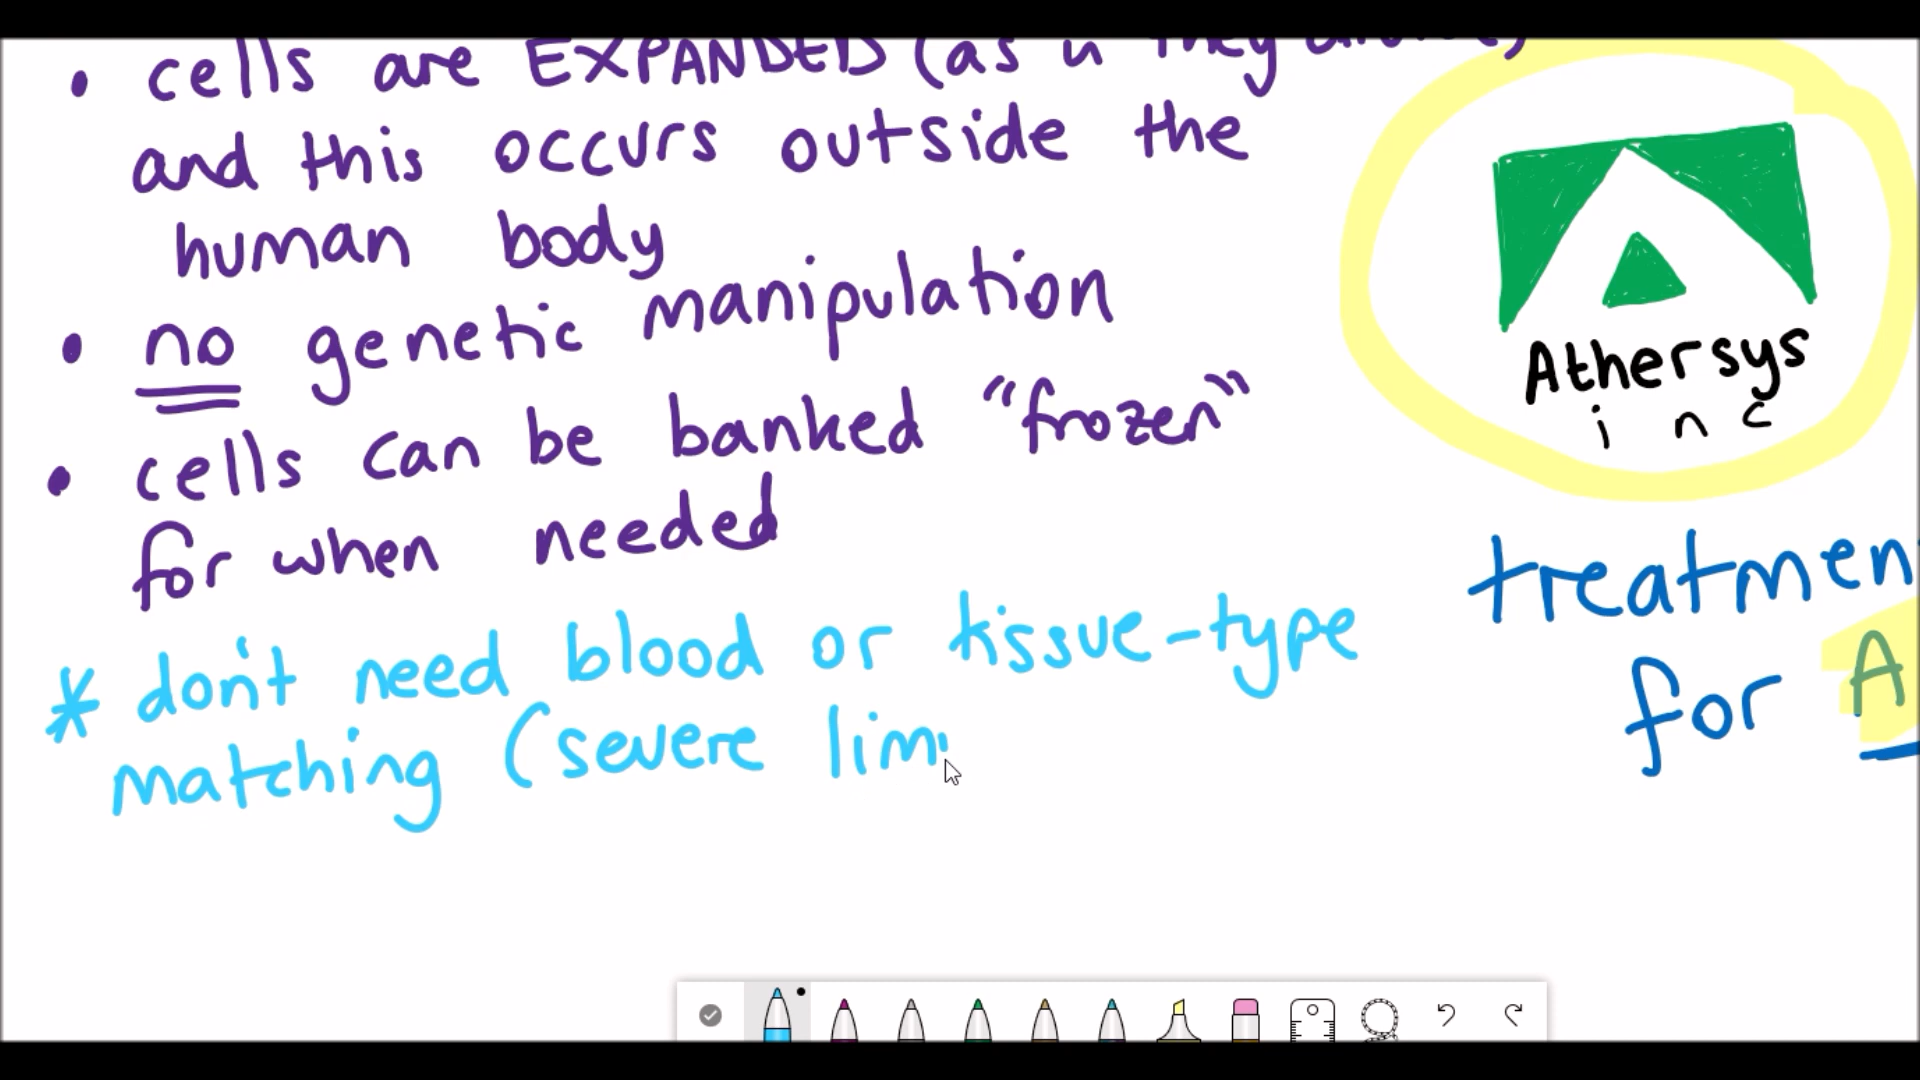 • cells are EXPANDED (as
and this occurs outside the
human body
• no genetic manipulation
• cells can be banked "frozen"
for when needed
* don't need blood or tissue-type
matching (severe lim
Athersys
inc
treatmen
for A